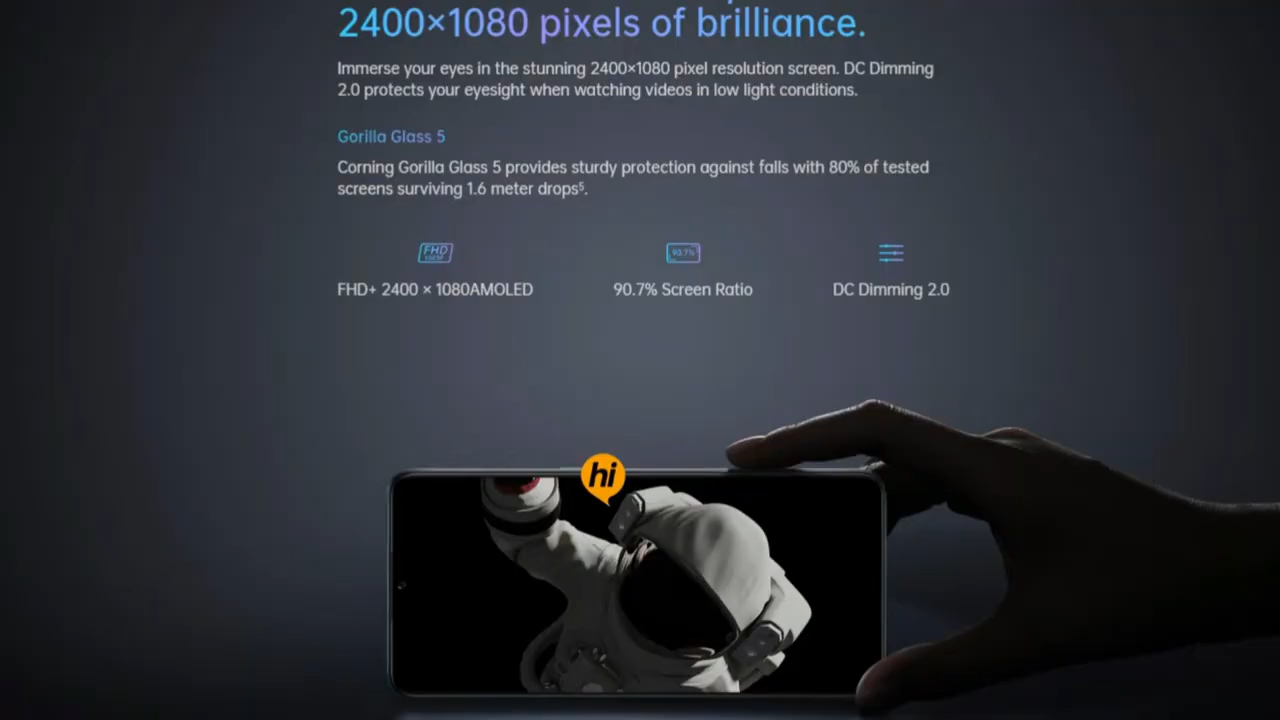 2400×1080 pixels of brilliance.
Immerse your eyes in the stunning 2400×1080 pixel resolution screen. DC Dimming
2.0 protects your eyesight when watching videos in low light conditions.
Gorilla Glass 5
Corning Gorilla Glass 5 provides sturdy protection against falls with 80% of tested
screens surviving 1.6 meter drops⁵.
FHD
90.7%
FHD+ 2400 × 1080AMOLED
90.7% Screen Ratio
DC Dimming 2.0
hi